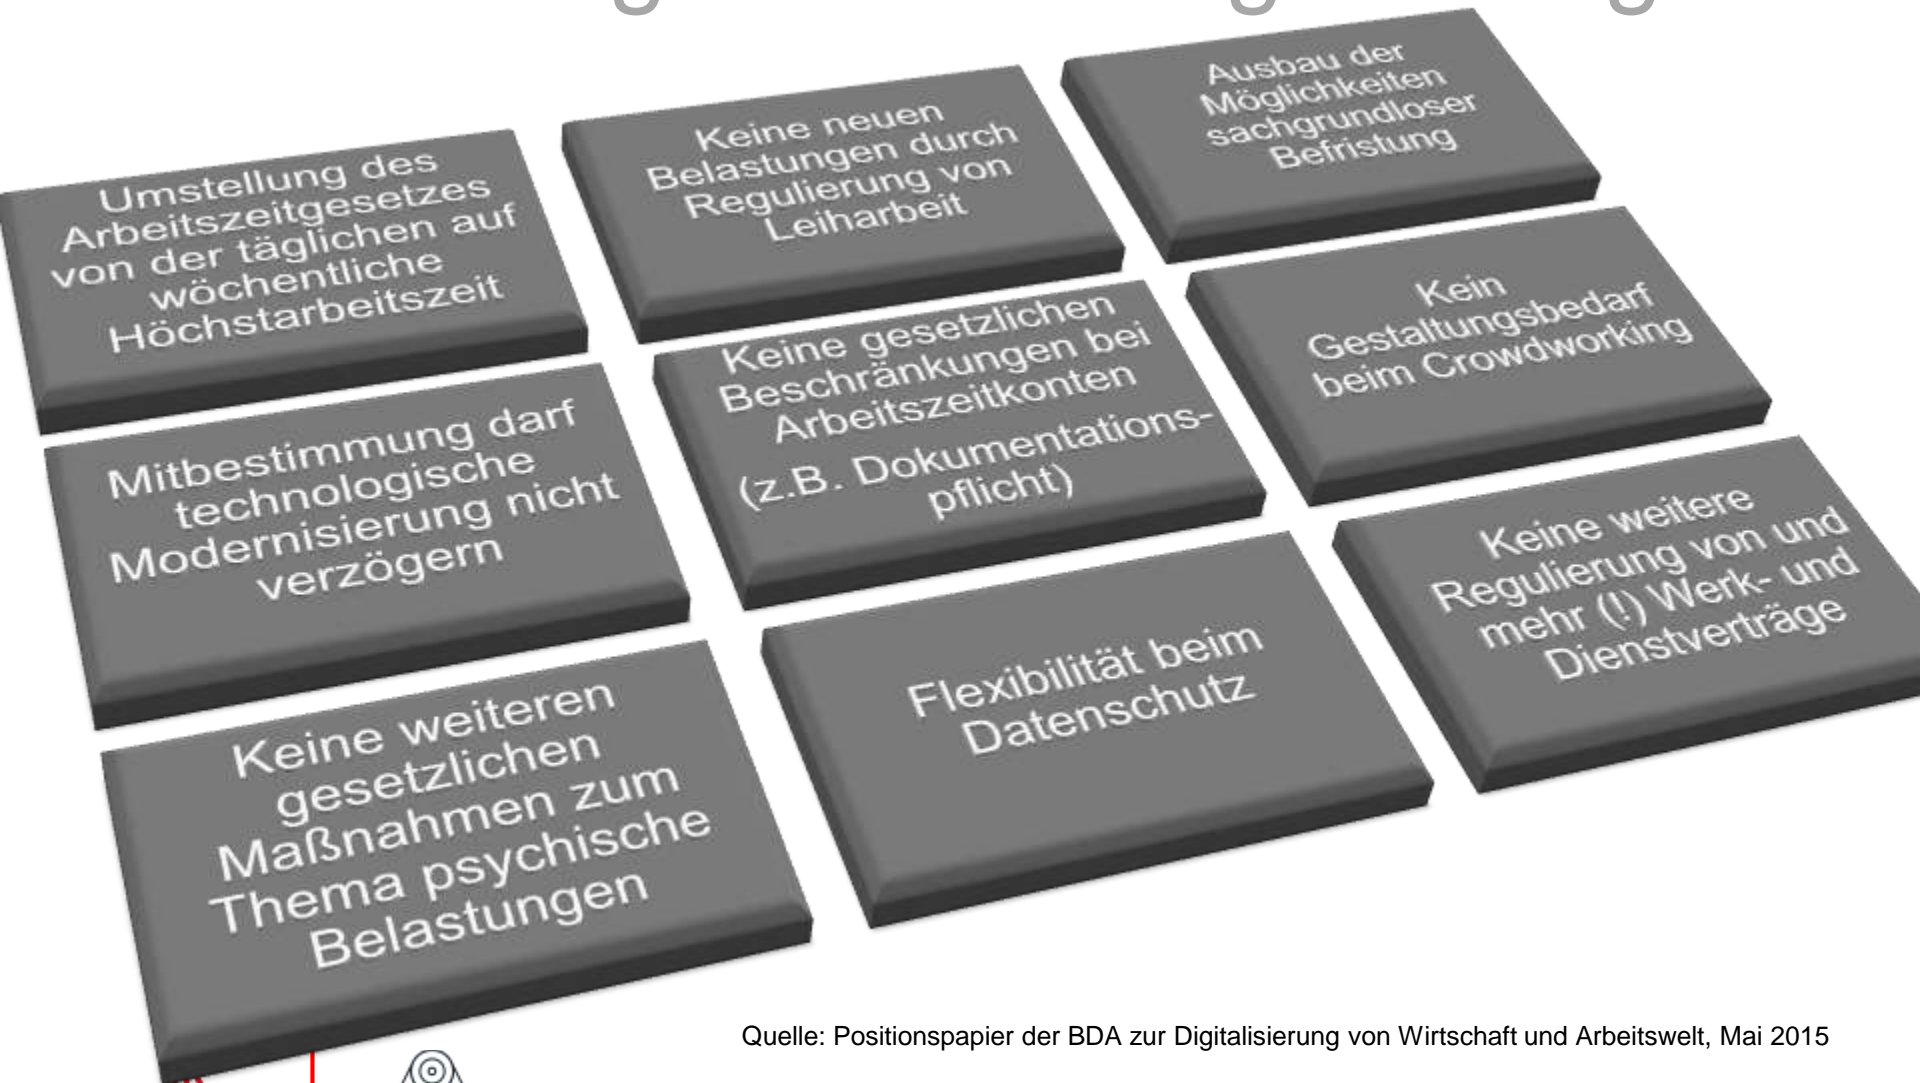 Umstellung des
Arbeitszeitgesetzes
von der täglichen auf
wöchentliche
Höchstarbeitszeit
Keine neuen
Belastungen durch
Regulierung von
Leiharbeit
Ausbau der
Möglichkeiten
sachgrundloser
Befristung
Mitbestimmung darf
technologische
Modernisierung nicht
verzögern
Keine gesetzlichen
Beschränkungen bei
Arbeitszeitkonten
(z.B. Dokumentations-
pflicht)
Kein
Gestaltungsbedarf
beim Crowdworking
Keine weiteren
gesetzlichen
Maßnahmen zum
Thema psychische
Belastungen
Flexibilität beim
Datenschutz
Keine weitere
Regulierung von und
mehr (!) Werk- und
Dienstverträge
Quelle: Positionspapier der BDA zur Digitalisierung von Wirtschaft und Arbeitswelt, Mai 2015